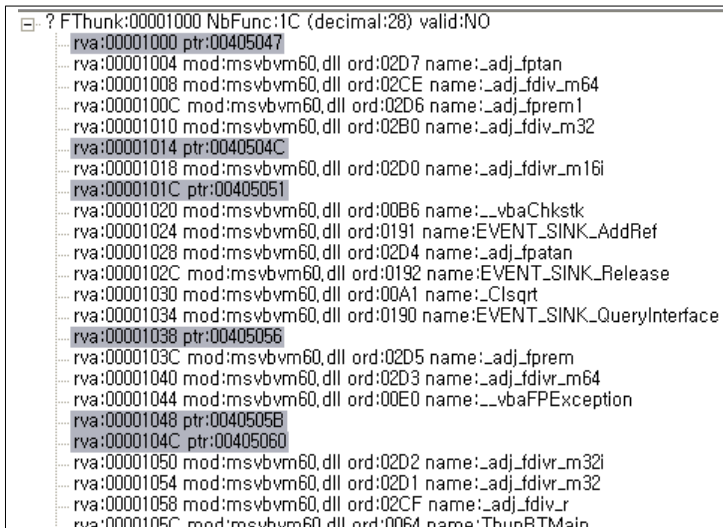 ? FThunk:00001000 NbFunc:1C (decimal:28) valid:NO
rva:00001000 ptr:00405047
rva:00001004 mod:msvbvm60,dll ord:02D7 name:_adj_fptan
rva:00001008 mod:msvbvm60,dll ord:02CE name:_adj_fdiv_m64
rva:0000100C mod:msvbvm60,dll ord:02D6 name:_adj_fprem1
rva:00001010 mod:msvbvm60,dll ord:02B0 name:_adj_fdiv_m32
rva:00001014 ptr:0040504C
rva:00001018 mod:msvbvm60,dll ord:02D0 name:_adj_fdivr_m16i
rva:0000101C ptr:00405051
rva:00001020 mod:msvbvm60,dll ord:00B6 name:__vbaChkstk
rva:00001024 mod:msvbvm60,dll ord:0191 name:EVENT_SINK_AddRef
rva:00001028 mod:msvbvm60,dll ord:02D4 name:_adj_fpatan
rva:0000102C mod:msvbvm60,dll ord:0192 name:EVENT_SINK_Release
rva:00001030 mod:msvbvm60,dll ord:00A1 name:_CIsqrt
rva:00001034 mod:msvbvm60,dll ord:0190 name:EVENT_SINK_QueryInterface
rva:00001038 ptr:00405056
rva:0000103C mod:msvbvm60,dll ord:02D5 name:_adj_fprem
rva:00001040 mod:msvbvm60,dll ord:02D3 name:_adj_fdivr_m64
rva:00001044 mod:msvbvm60,dll ord:00E0 name:__vbaFPException
rva:00001048 ptr:0040505B
rva:0000104C ptr:00405060
rva:00001050 mod:msvbvm60,dll ord:02D2 name:_adj_fdivr_m32i
rva:00001054 mod:msvbvm60,dll ord:02D1 name:_adj_fdivr_m32
rva:00001058 mod:msvbvm60,dll ord:02CF name:_adj_fdiv_r
rva:0000105C mod:msvbvm60,dll ord:0064 name:ThunRTMain